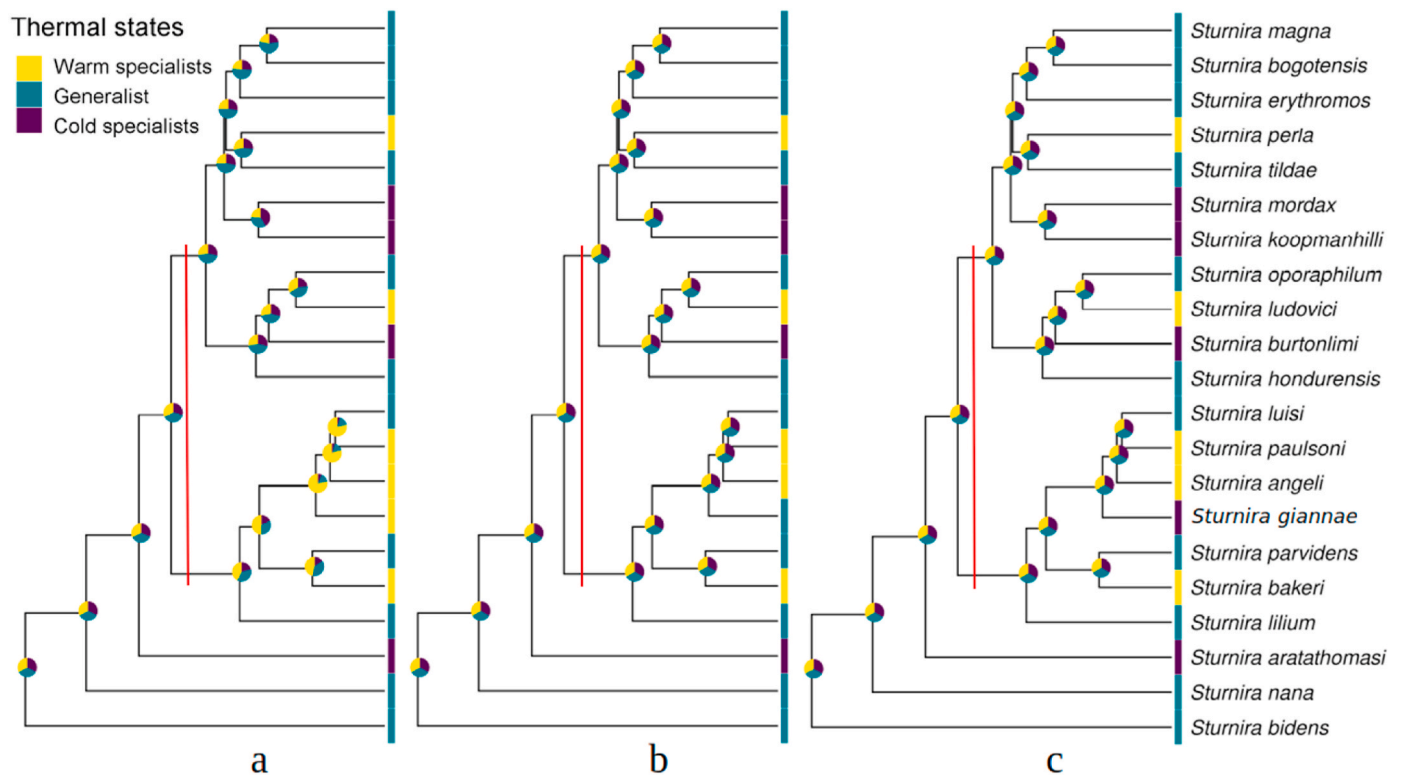 Thermal states
Warm specialists
Generalist
Cold specialists
Sturnira magna
Sturnira bogotensis
Sturnira erythromos
Sturnira perla
Sturnira tildae
Sturnira mordax
Sturnira koopmanhilli
Sturnira oporaphilum
Sturnira ludovici
Sturnira burtonlimi
Sturnira hondurensis
Sturnira luisi
Sturnira paulsoni
Sturnira angeli
Sturnira giannae
Sturnira parvidens
Sturnira bakeri
Sturnira lilium
Sturnira aratathomasi
Sturnira nana
Sturnira bidens
a b c